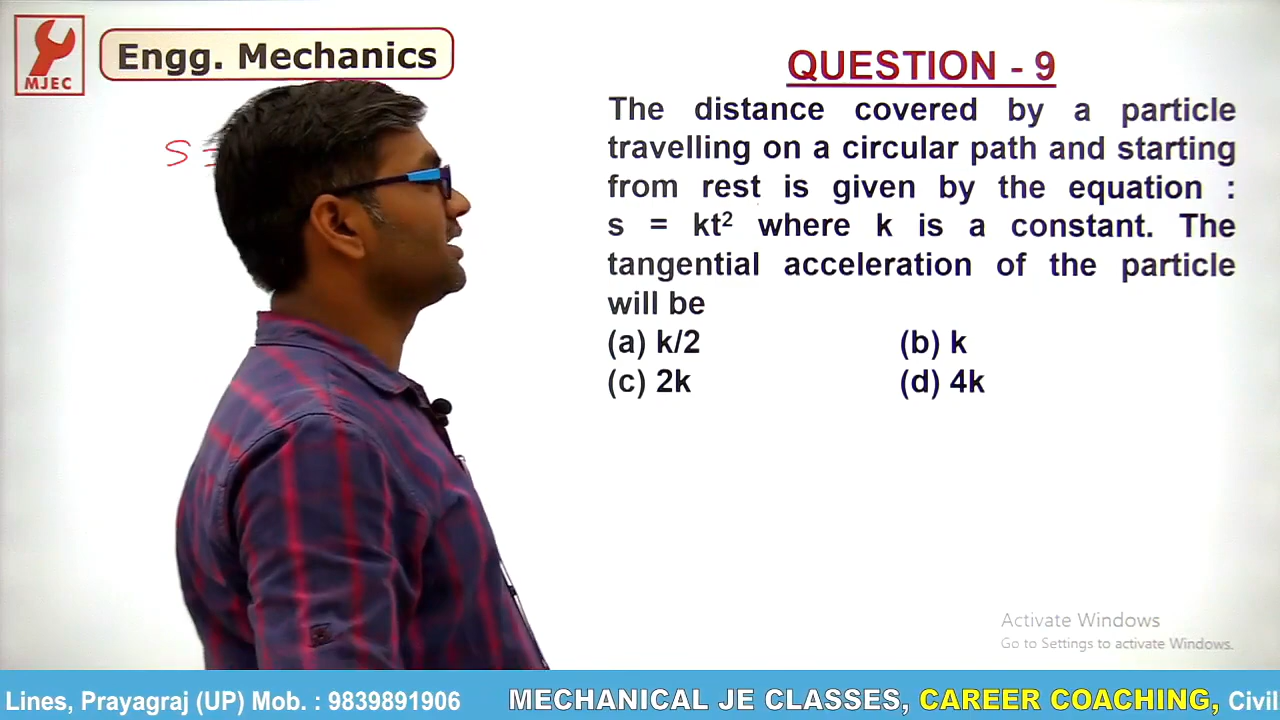 MJEC
Engg. Mechanics
S =
QUESTION - 9
The distance covered by a particle
travelling on a circular path and starting
from rest is given by the equation :
s = kt² where k is a constant. The
tangential acceleration of the particle
will be
(a) k/2 (b) k
(c) 2k (d) 4k
Activate Windows
Go to Settings to activate Windows.
Lines, Prayagraj (UP) Mob. : 9839891906 MECHANICAL JE CLASSES, CAREER COACHING, Civil